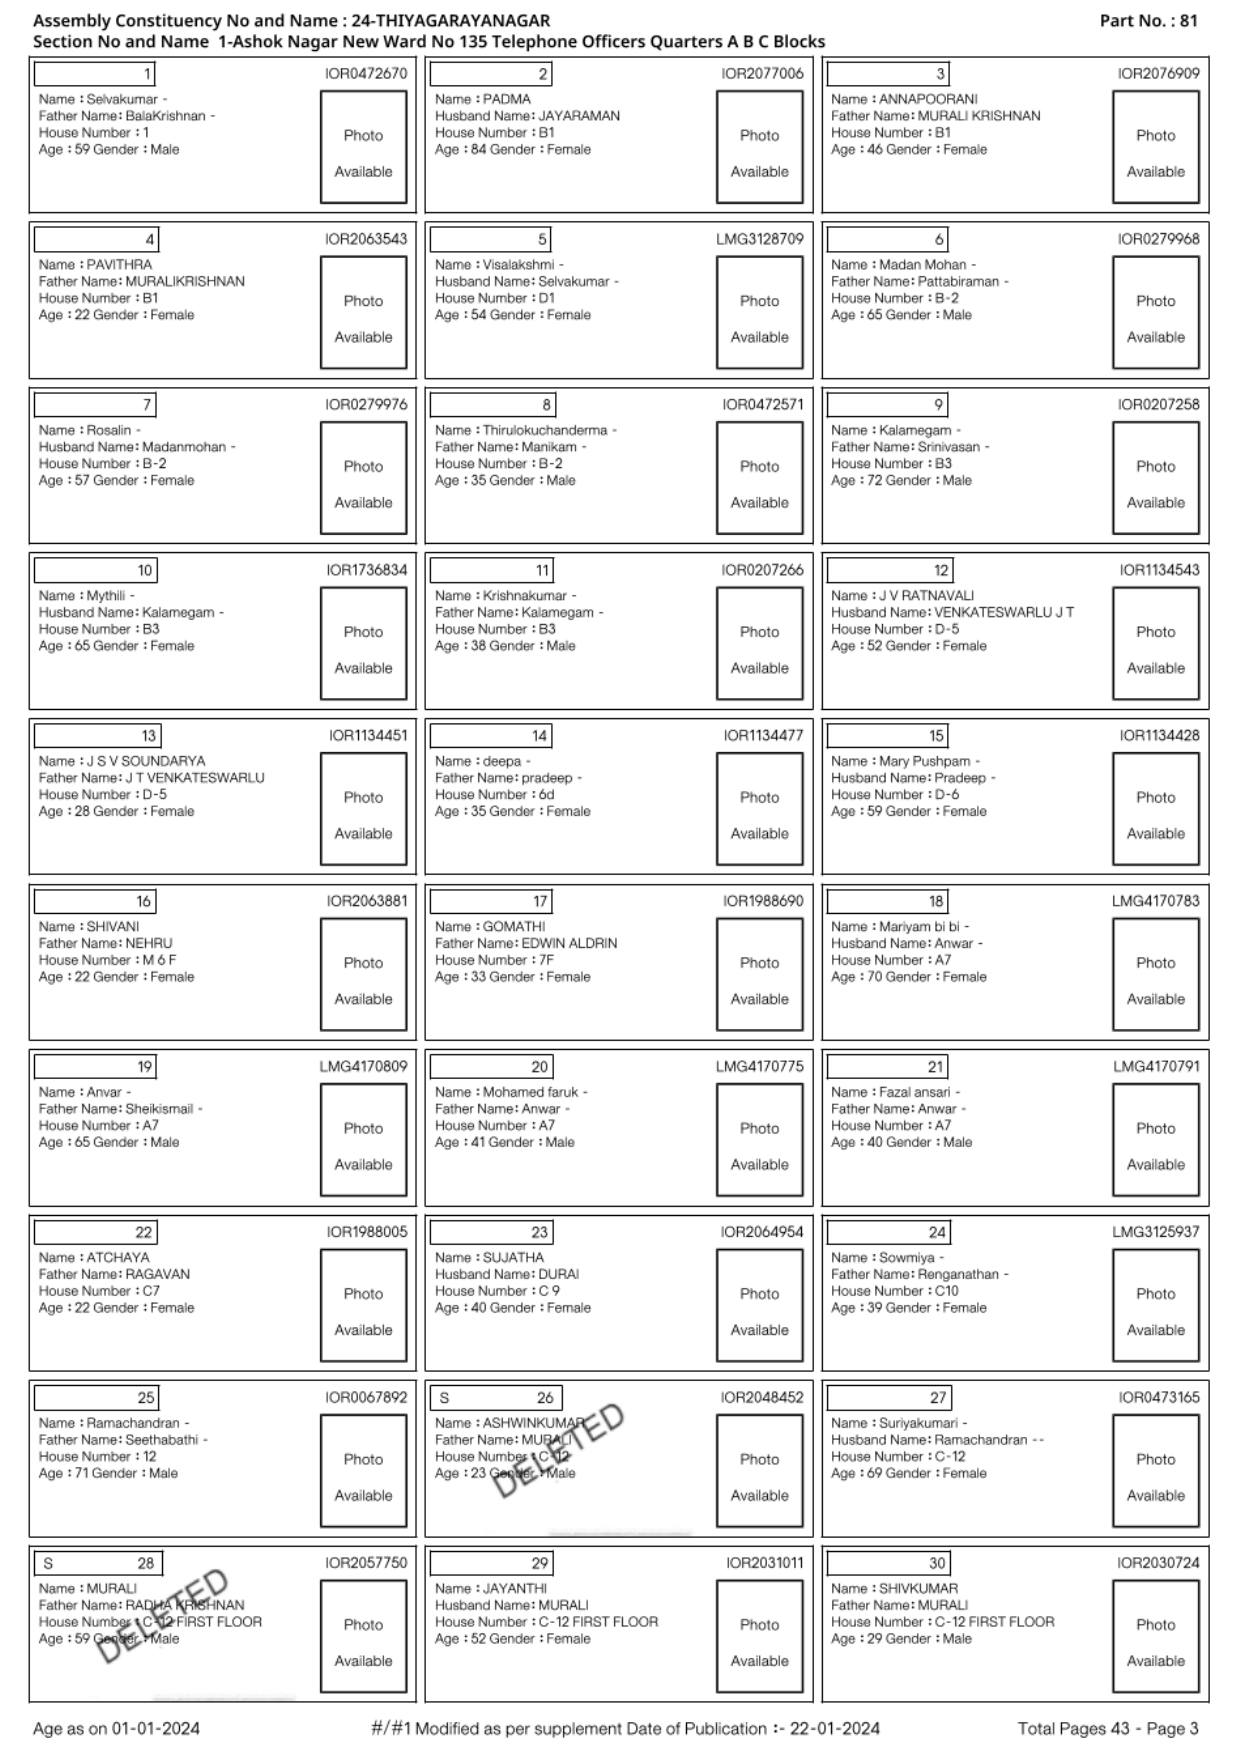 Assembly Constituency No and Name : 24-THIYAGARAYANAGAR
Part No. : 81
Section No and Name 1-Ashok Nagar New Ward No 135 Telephone Officers Quarters A B C Blocks
1
IOR0472670
Name : Selvakumar -
Father Name: BalaKrishnan -
House Number : 1
Age : 59 Gender : Male
Photo
Available
2
IOR2077006
Name : PADMA
Husband Name: JAYARAMAN
House Number : B1
Age : 84 Gender : Female
Photo
Available
3
IOR2076909
Name : ANNAPOORANI
Father Name: MURALI KRISHNAN
House Number : B1
Age : 46 Gender : Female
Photo
Available
4
IOR2063543
Name : PAVITHRA
Father Name: MURALIKRISHNAN
House Number : B1
Age : 22 Gender : Female
Photo
Available
5
LMG3128709
Name : Visalakshmi -
Husband Name: Selvakumar -
House Number : D1
Age : 54 Gender : Female
Photo
Available
6
IOR0279968
Name : Madan Mohan -
Father Name: Pattabiraman -
House Number : B-2
Age : 65 Gender : Male
Photo
Available
7
IOR0279976
Name : Rosalin -
Husband Name: Madanmohan -
House Number : B-2
Age : 57 Gender : Female
Photo
Available
8
IOR0472571
Name : Thirulokuchanderma -
Father Name: Manikam -
House Number : B-2
Age : 35 Gender : Male
Photo
Available
9
IOR0207258
Name : Kalamegam -
Father Name: Srinivasan -
House Number : B3
Age : 72 Gender : Male
Photo
Available
10
IOR1736834
Name : Mythili -
Husband Name: Kalamegam -
House Number : B3
Age : 65 Gender : Female
Photo
Available
11
IOR0207266
Name : Krishnakumar -
Father Name: Kalamegam -
House Number : B3
Age : 38 Gender : Male
Photo
Available
12
IOR1134543
Name : J V RATNAVALI
Husband Name: VENKATESWARLU J T
House Number : D-5
Age : 52 Gender : Female
Photo
Available
13
IOR1134451
Name : J S V SOUNDARYA
Father Name: J T VENKATESWARLU
House Number : D-5
Age : 28 Gender : Female
Photo
Available
14
IOR1134477
Name : deepa -
Father Name: pradeep -
House Number : 6d
Age : 35 Gender : Female
Photo
Available
15
IOR1134428
Name : Mary Pushpam -
Husband Name: Pradeep -
House Number : D-6
Age : 59 Gender : Female
Photo
Available
16
IOR2063881
Name : SHIVANI
Father Name: NEHRU
House Number : M 6 F
Age : 22 Gender : Female
Photo
Available
17
IOR1988690
Name : GOMATHI
Father Name: EDWIN ALDRIN
House Number : 7F
Age : 33 Gender : Female
Photo
Available
18
LMG4170783
Name : Mariyam bi bi -
Husband Name: Anwar -
House Number : A7
Age : 70 Gender : Female
Photo
Available
19
LMG4170809
Name : Anvar -
Father Name: Sheikismail -
House Number : A7
Age : 65 Gender : Male
Photo
Available
20
LMG4170775
Name : Mohamed faruk -
Father Name: Anwar -
House Number : A7
Age : 41 Gender : Male
Photo
Available
21
LMG4170791
Name : Fazal ansari -
Father Name: Anwar -
House Number : A7
Age : 40 Gender : Male
Photo
Available
22
IOR1988005
Name : ATCHAYA
Father Name: RAGAVAN
House Number : C7
Age : 22 Gender : Female
Photo
Available
23
IOR2064954
Name : SUJATHA
Husband Name: DURAI
House Number : C 9
Age : 40 Gender : Female
Photo
Available
24
LMG3125937
Name : Sowmiya -
Father Name: Renganathan -
House Number : C10
Age : 39 Gender : Female
Photo
Available
25
IOR0067892
Name : Ramachandran -
Father Name: Seethabathi -
House Number : 12
Age : 71 Gender : Male
Photo
Available
S 26
IOR2048452
Name : ASHWINKUMAR
Father Name: MURALI
House Number : C-12
Age : 23 Gender : Male
DELETED
Photo
Available
27
IOR0473165
Name : Suriyakumari -
Husband Name: Ramachandran --
House Number : C-12
Age : 69 Gender : Female
Photo
Available
S 28
IOR2057750
Name : MURALI
Father Name: RADHA KRISHNAN
House Number : C-12 FIRST FLOOR
Age : 59 Gender : Male
DELETED
Photo
Available
29
IOR2031011
Name : JAYANTHI
Husband Name: MURALI
House Number : C-12 FIRST FLOOR
Age : 52 Gender : Female
Photo
Available
30
IOR2030724
Name : SHIVKUMAR
Father Name: MURALI
House Number : C-12 FIRST FLOOR
Age : 29 Gender : Male
Photo
Available
Age as on 01-01-2024
#/#1 Modified as per supplement Date of Publication :- 22-01-2024
Total Pages 43 - Page 3